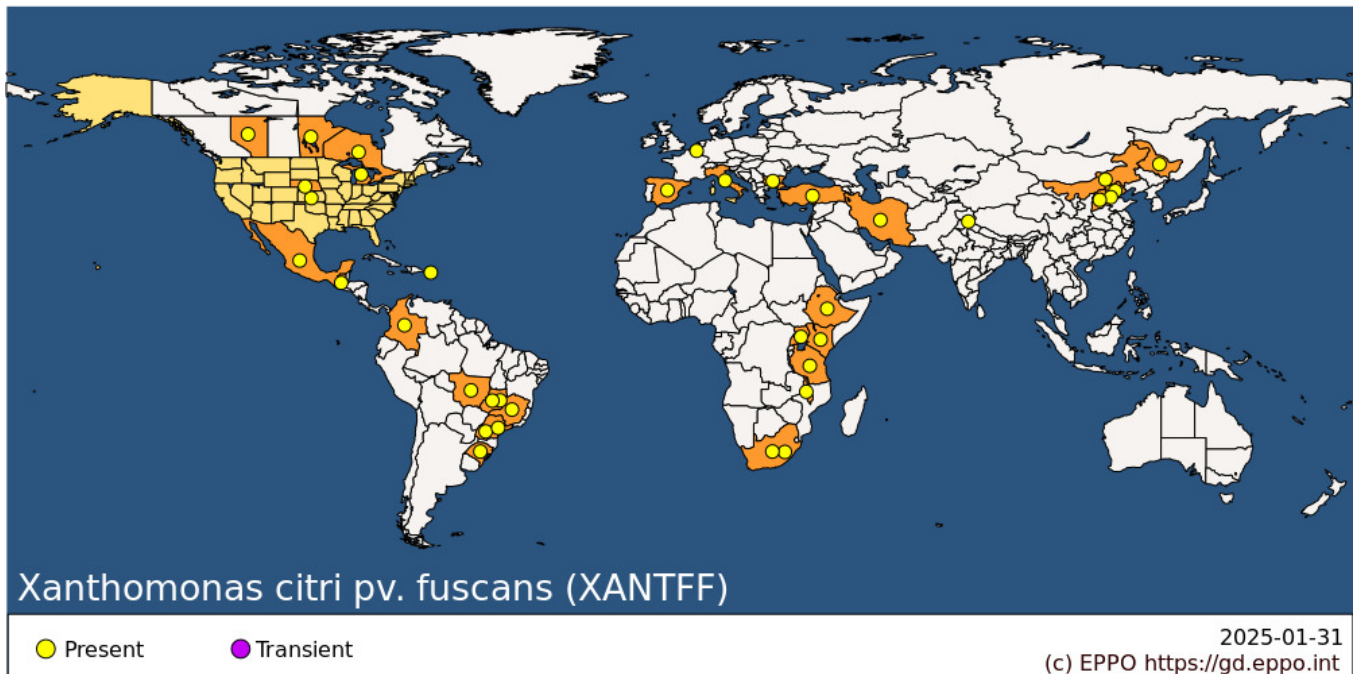 Xanthomonas citri pv. fuscans (XANTFF)
Present
Transient
2025-01-31
(c) EPPO https://gd.eppo.int